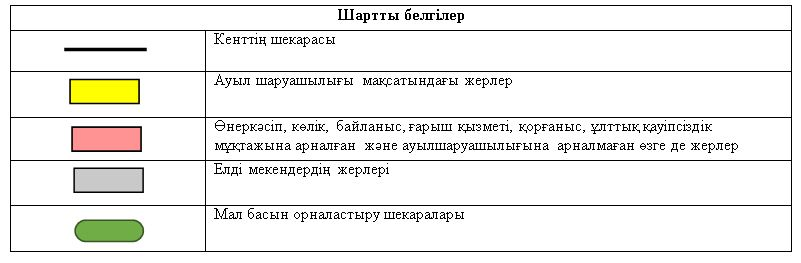 Шартты белгілер
Кенттің шекарасы
Ауыл шаруашылығы мақсатындағы жерлер
Өнеркәсіп, көлік, байланыс, ғарыш қызметі, қорғаныс, ұлттық қауіпсіздік
мұқтажына арналған және ауылшаруашылығына арналмаған өзге де жерлер
Елді мекендердің жерлері
Мал басын орналастыру шекаралары